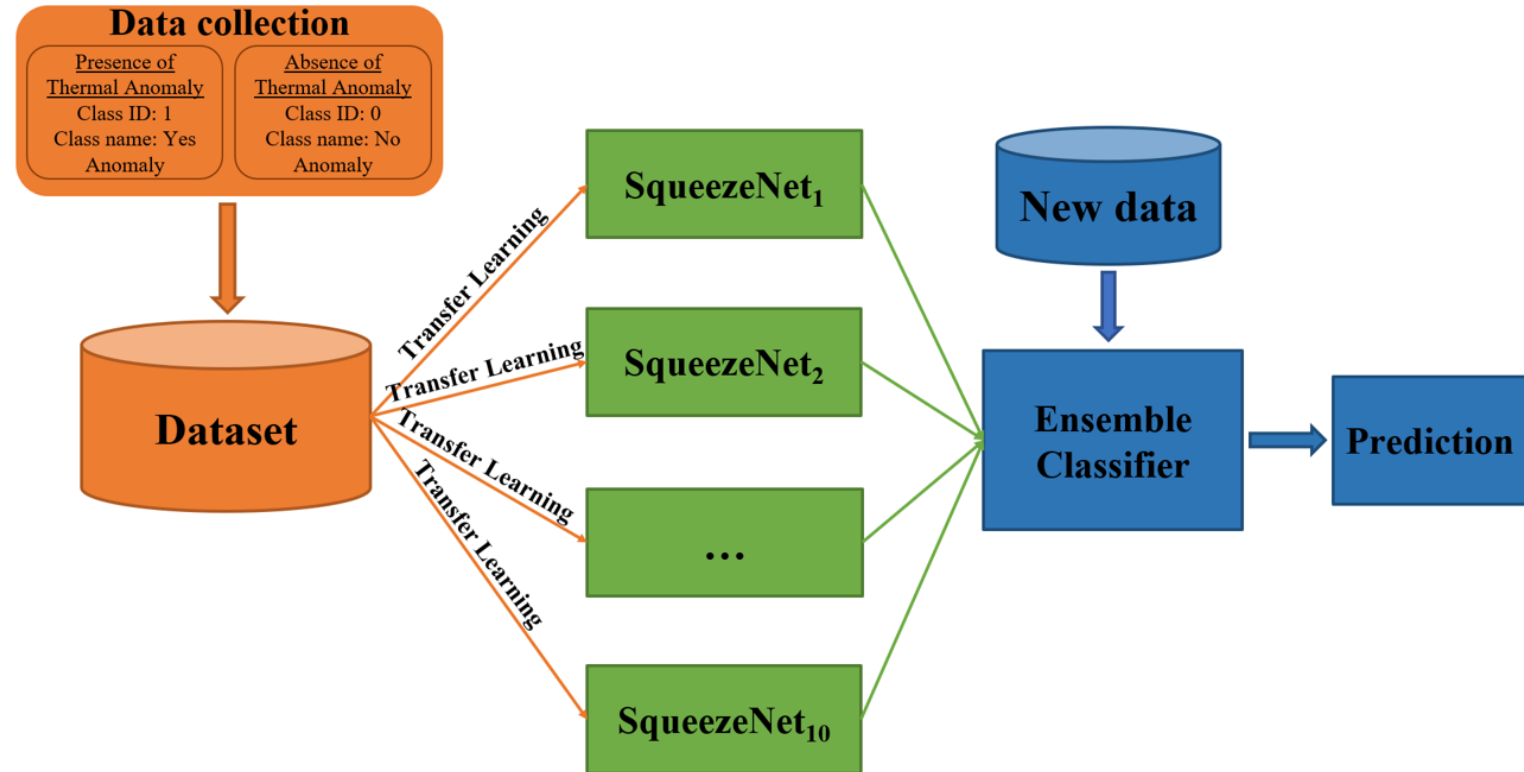 Data collection
Presence of
Thermal Anomaly
Class ID: 1
Class name: Yes
Anomaly
Absence of
Thermal Anomaly
Class ID: 0
Class name: No
Anomaly
Dataset
Transfer Learning
Transfer Learning
Transfer Learning
Transfer Learning
SqueezeNet₁
SqueezeNet₂
...
SqueezeNet₁₀
New data
Ensemble
Classifier
Prediction